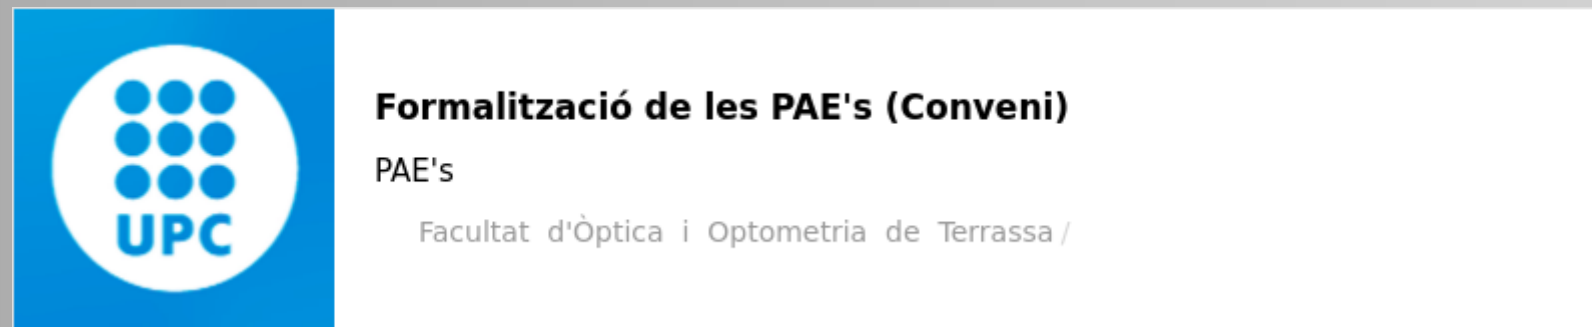 UPC
Formalització de les PAE's (Conveni)
PAE's
Facultat d'Òptica i Optometria de Terrassa /